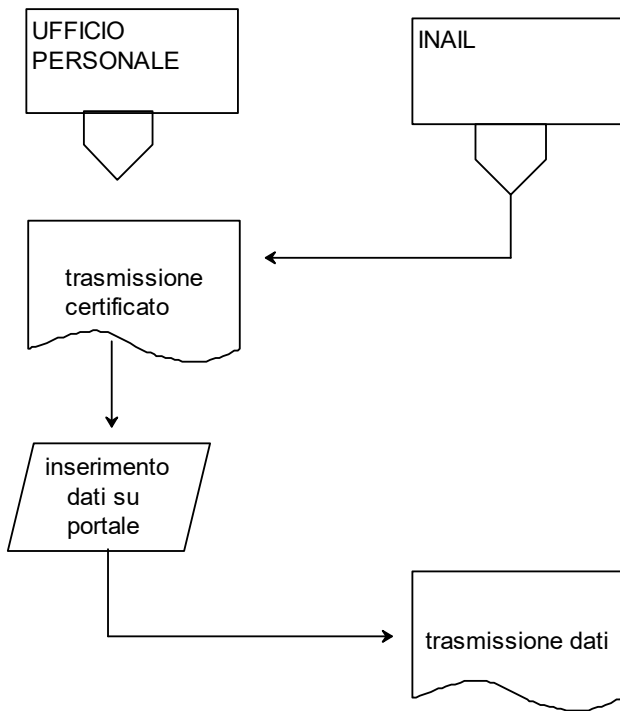 UFFICIO
PERSONALE
INAIL
trasmissione
certificato
inserimento
dati su
portale
trasmissione dati